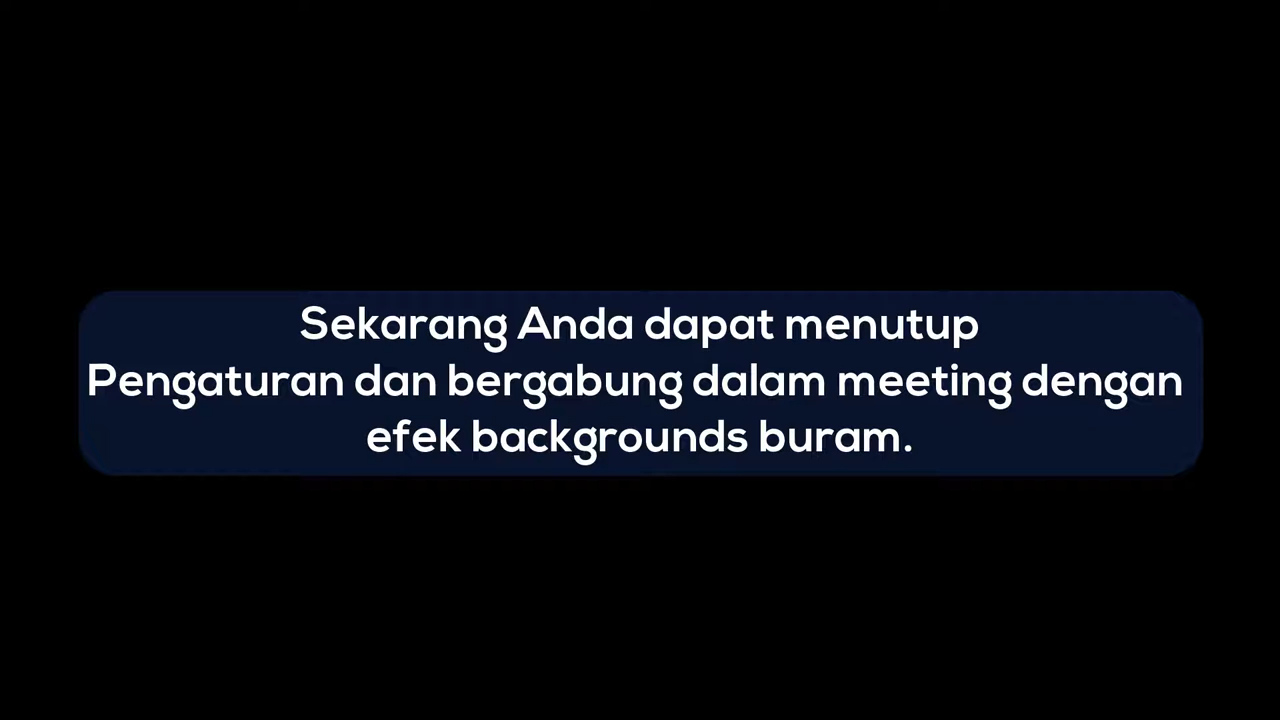 Sekarang Anda dapat menutup
Pengaturan dan bergabung dalam meeting dengan
efek backgrounds buram.